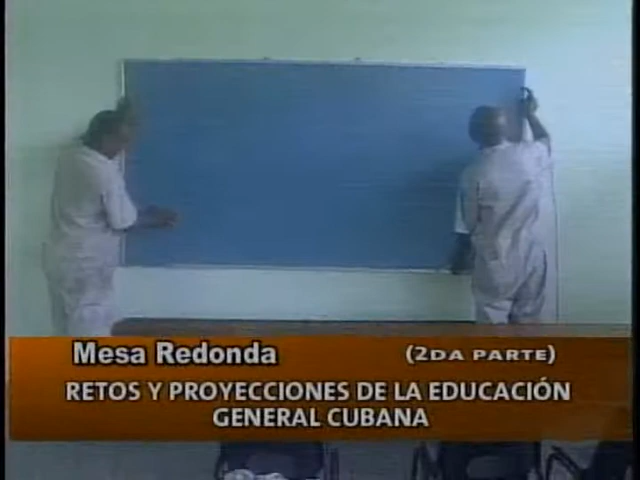 Mesa Redonda (2DA PARTE)
RETOS Y PROYECCIONES DE LA EDUCACIÓN
GENERAL CUBANA